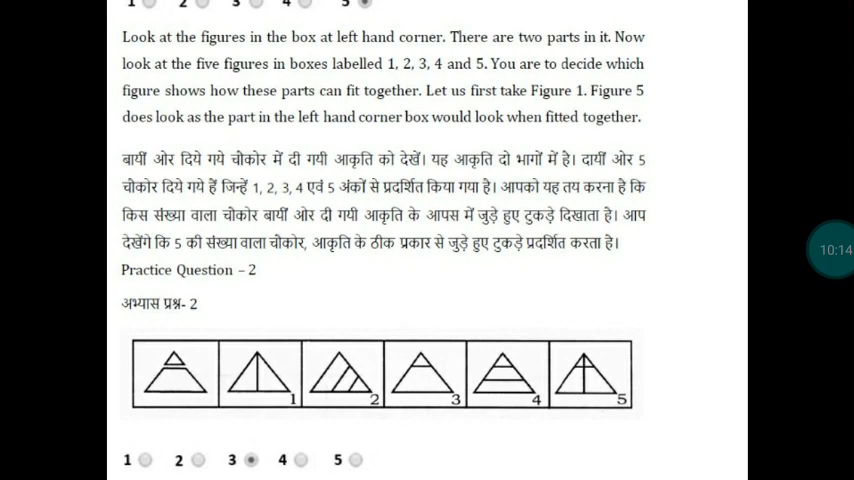 1 2 3 4 5
Look at the figures in the box at left hand corner. There are two parts in it. Now
look at the five figures in boxes labelled 1, 2, 3, 4 and 5. You are to decide which
figure shows how these parts can fit together. Let us first take Figure 1. Figure 5
does look as the part in the left hand corner box would look when fitted together.
बायीं ओर दिये गये चौकोर में दी गयी आकृति को देखें। यह आकृति दो भागों में है। दायीं ओर 5
चौकोर दिये गये हैं जिन्हें 1, 2, 3, 4 एवं 5 अंकों से प्रदर्शित किया गया है। आपको यह तय करना है कि
किस संख्या वाला चौकोर बायीं ओर दी गयी आकृति के आपस में जुड़े हुए टुकड़े दिखाता है। आप
देखेंगे कि 5 की संख्या वाला चौकोर, आकृति के ठीक प्रकार से जुड़े हुए टुकड़े प्रदर्शित करता है।
10:14
Practice Question – 2
अभ्यास प्रश्न- 2
1 2 3 4 5
1 2 3 4 5